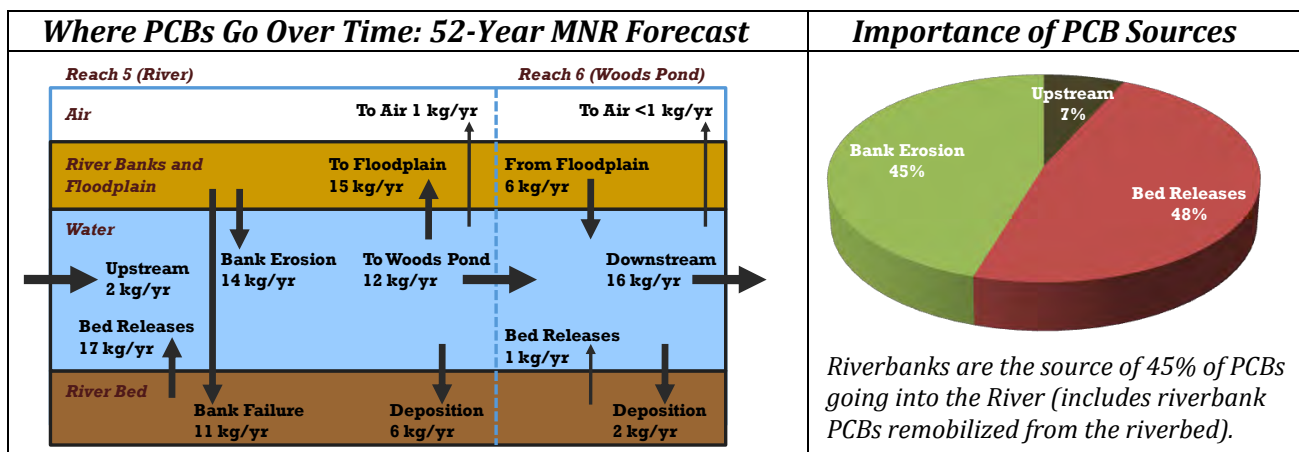 Where PCBs Go Over Time: 52-Year MNR Forecast
Reach 5 (River)
Reach 6 (Woods Pond)
Air
To Air 1 kg/yr
To Air <1 kg/yr
River Banks and
Floodplain
To Floodplain
15 kg/yr
From Floodplain
6 kg/yr
Water
Upstream
2 kg/yr
Bank Erosion
14 kg/yr
To Woods Pond
12 kg/yr
Downstream
16 kg/yr
Bed Releases
17 kg/yr
Bed Releases
1 kg/yr
River Bed
Bank Failure
11 kg/yr
Deposition
6 kg/yr
Deposition
2 kg/yr
Importance of PCB Sources
Upstream
7%
Bank Erosion
45%
Bed Releases
48%
Riverbanks are the source of 45% of PCBs
going into the River (includes riverbank
PCBs remobilized from the riverbed).